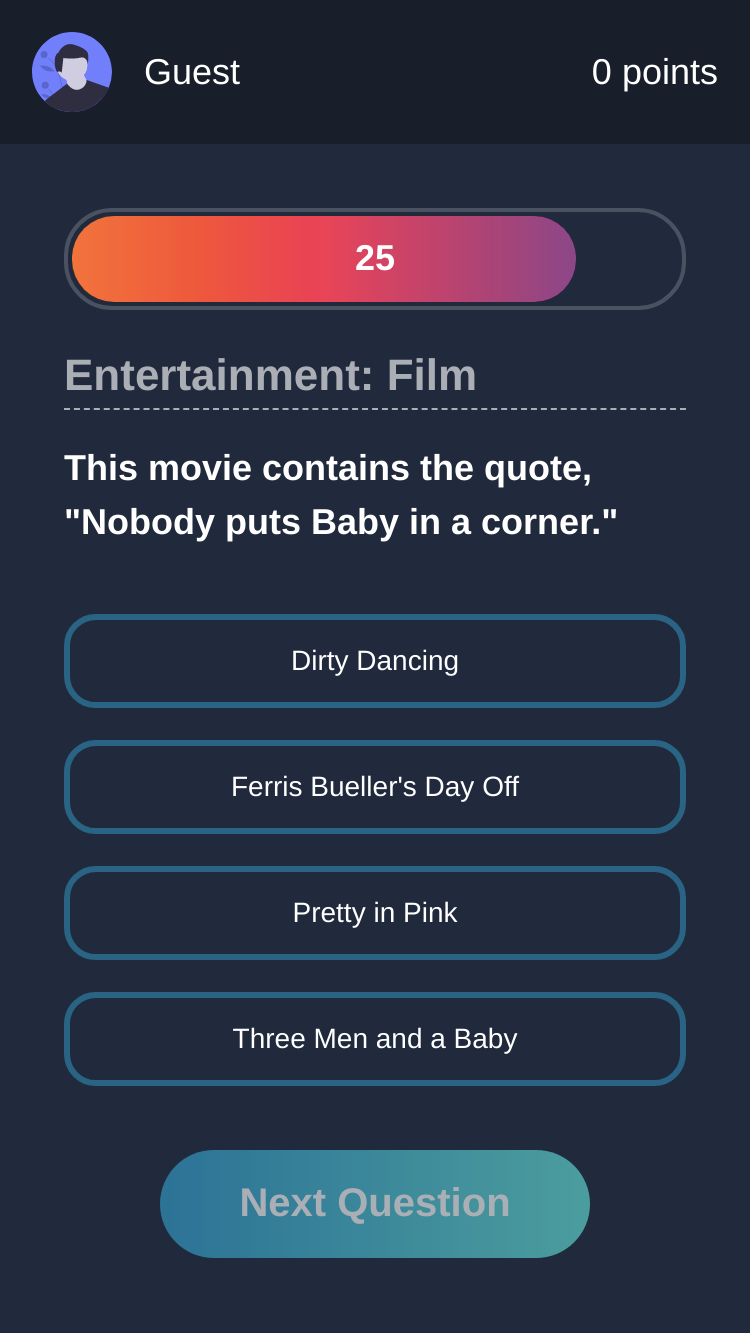 Guest
0 points
25
Entertainment: Film
This movie contains the quote,
"Nobody puts Baby in a corner."
Dirty Dancing
Ferris Bueller's Day Off
Pretty in Pink
Three Men and a Baby
Next Question